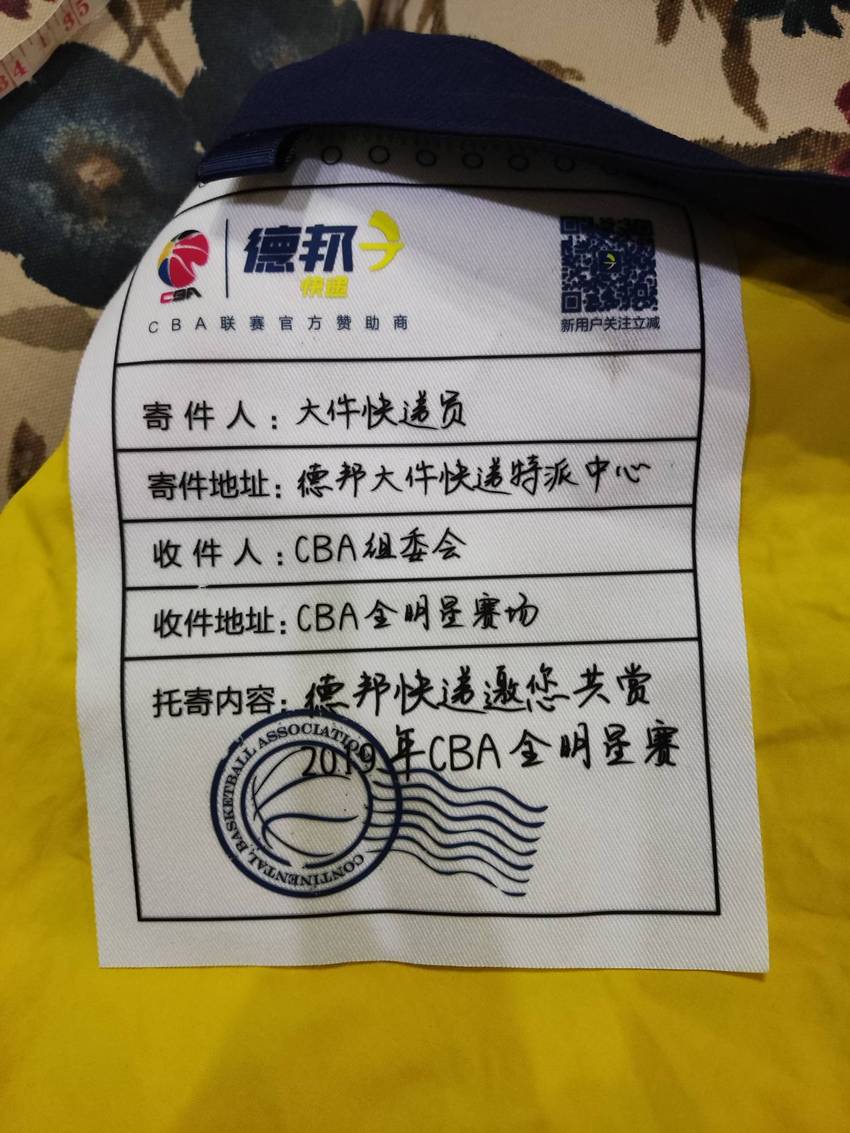 CBA
德邦
快递
CBA联赛官方赞助商
新用户关注立减
寄件人：大件快递员
寄件地址：德邦大件快递特派中心
收件人：CBA组委会
收件地址：CBA全明星赛场
托寄内容：德邦快递邀您共赏
2019年CBA全明星赛
CONTINENTAL BASKETBALL ASSOCIATION